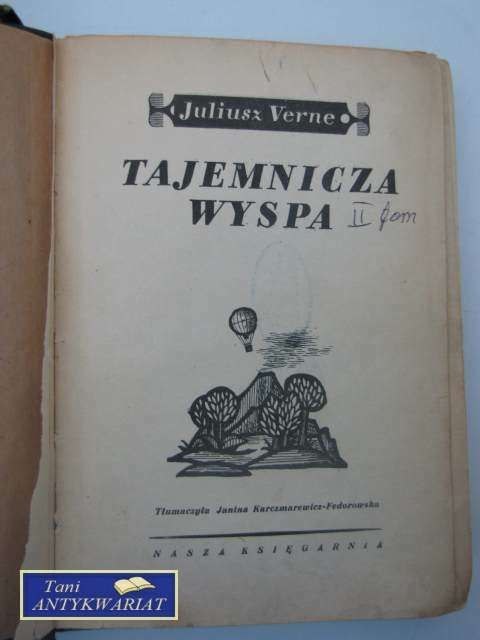 Juliusz Verne
TAJEMNICZA
WYSPA II tom
Tłumaczyła Janina Karczmarewicz-Fedorowska
NASZA KSIĘGARNIA
Tani
ANTYKWARIAT